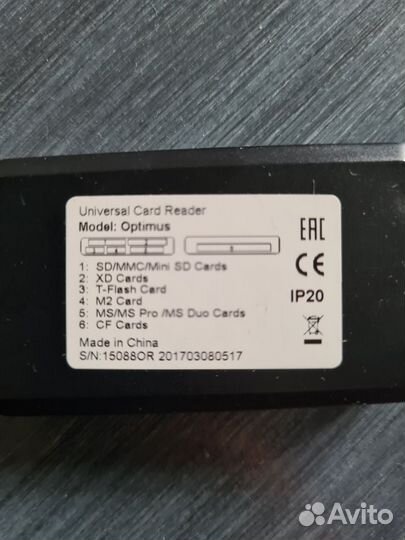 Universal Card Reader
Model: Optimus
1: SD/MMC/Mini SD Cards
2: XD Cards
3: T-Flash Card
4: M2 Card
5: MS/MS Pro /MS Duo Cards
6: CF Cards
Made in China
S/N:15088OR 201703080517
EAC
CE
IP20
Avito